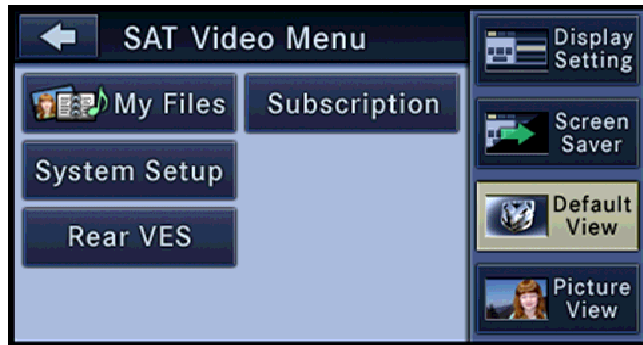 SAT Video Menu
My Files
Subscription
System Setup
Rear VES
Display
Setting
Screen
Saver
Default
View
Picture
View